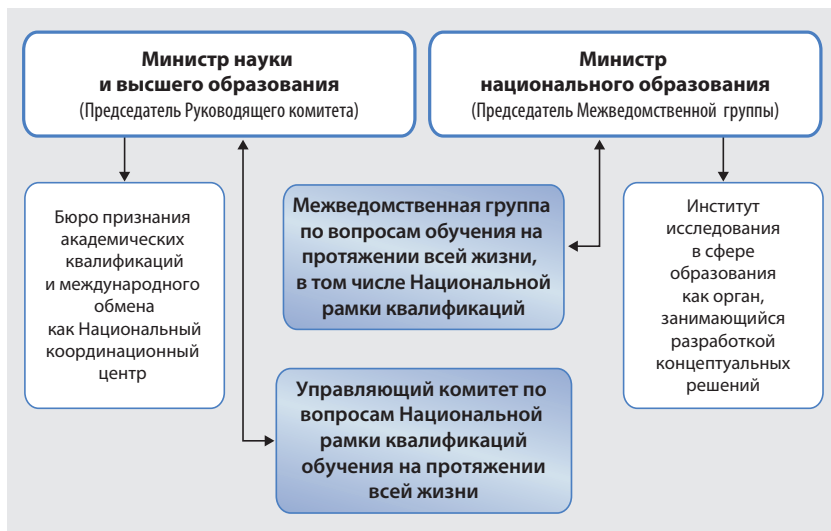 Министр науки
и высшего образования
(Председатель Руководящего комитета)
Министр
национального образования
(Председатель Межведомственной группы)
Бюро признания
академических
квалификаций
и международного
обмена
как Национальный
координационный
центр
Межведомственная группа
по вопросам обучения на
протяжении всей жизни,
в том числе Национальной
рамки квалификаций
Институт
исследования
в сфере
образования
как орган,
занимающийся
разработкой
концептуальных
решений
Управляющий комитет по
вопросам Национальной
рамки квалификаций
обучения на протяжении
всей жизни